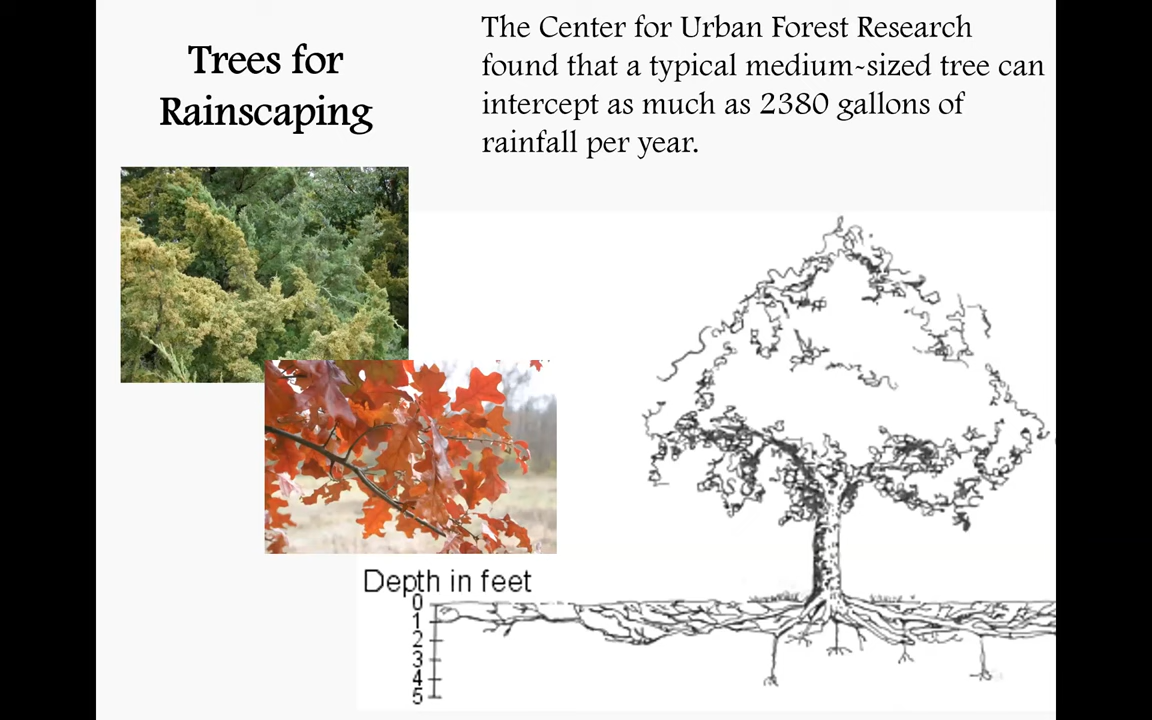 Trees for
Rainscaping
The Center for Urban Forest Research
found that a typical medium-sized tree can
intercept as much as 2380 gallons of
rainfall per year.
Depth in feet
0
1
2
3
4
5